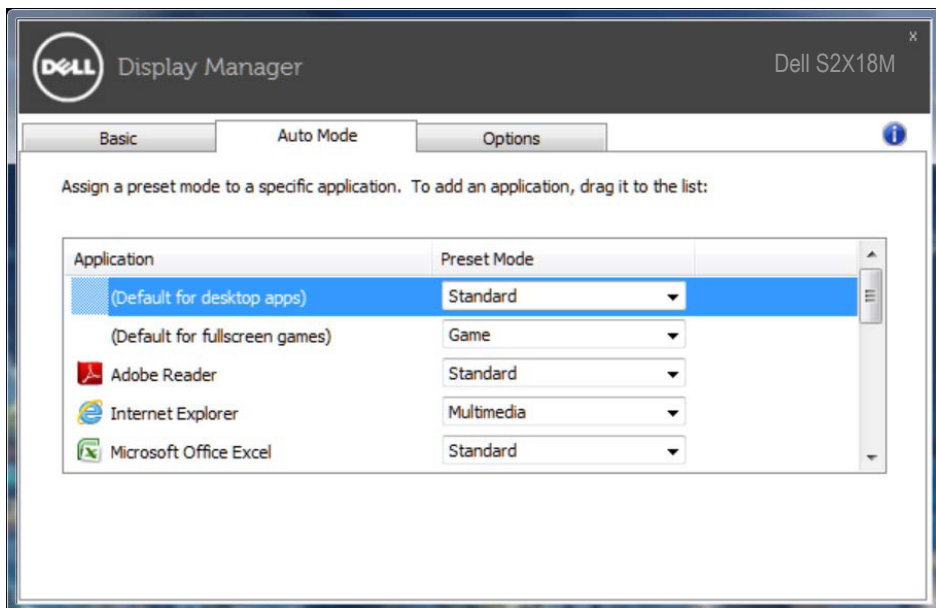 DELL Display Manager
Dell S2X18M
x
Basic Auto Mode Options
i
Assign a preset mode to a specific application. To add an application, drag it to the list:
Application Preset Mode
(Default for desktop apps) Standard
(Default for fullscreen games) Game
Adobe Reader Standard
Internet Explorer Multimedia
Microsoft Office Excel Standard